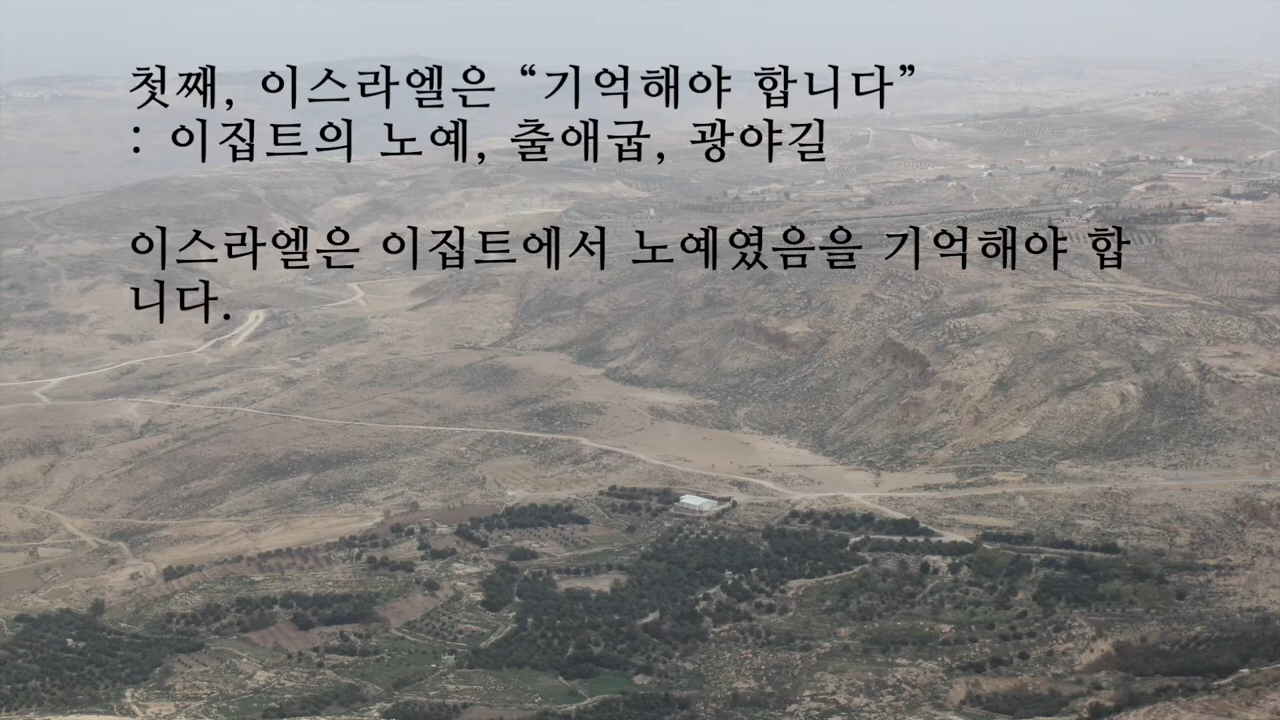 첫째, 이스라엘은 “기억해야 합니다”
: 이집트의 노예, 출애굽, 광야길
이스라엘은 이집트에서 노예였음을 기억해야 합
니다.